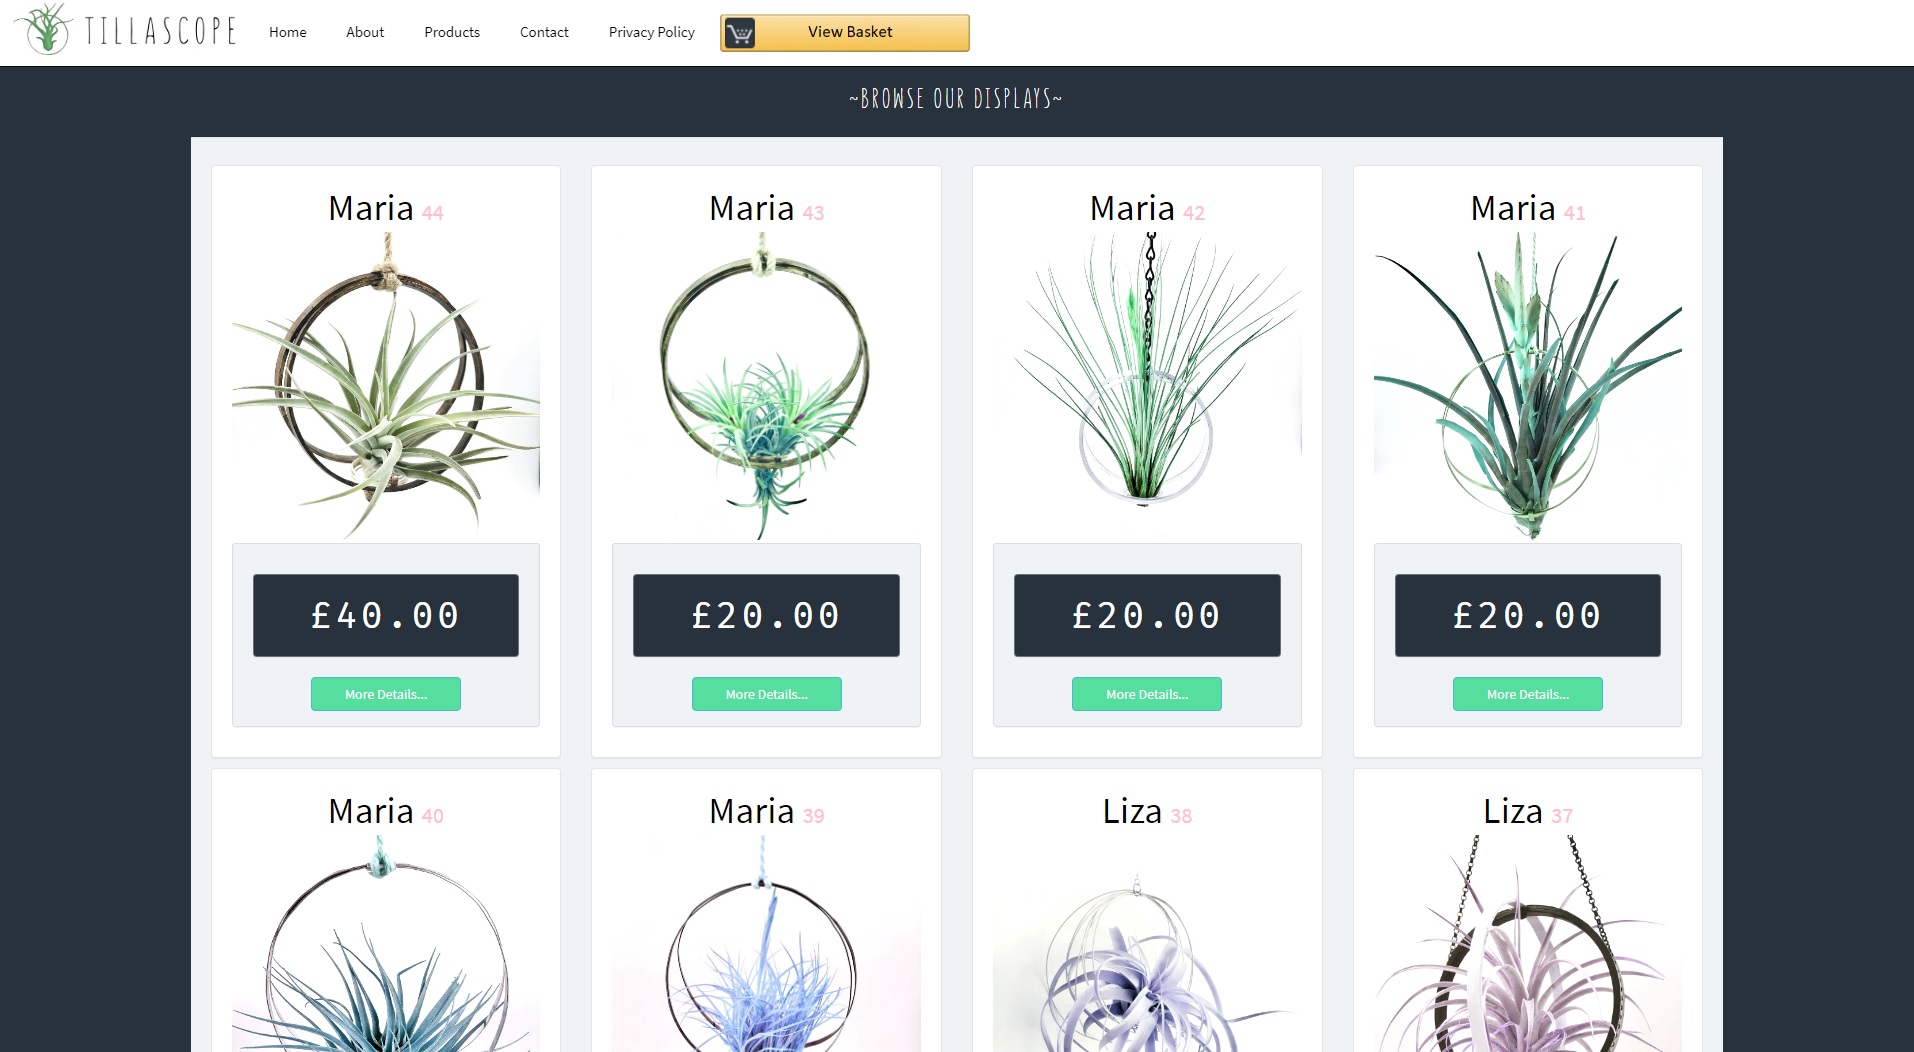 TILLASCOPE
Home About Products Contact Privacy Policy View Basket
~BROWSE OUR DISPLAYS~
Maria 44
Maria 43
Maria 42
Maria 41
£40.00
£20.00
£20.00
£20.00
More Details...
More Details...
More Details...
More Details...
Maria 40
Maria 39
Liza 38
Liza 37